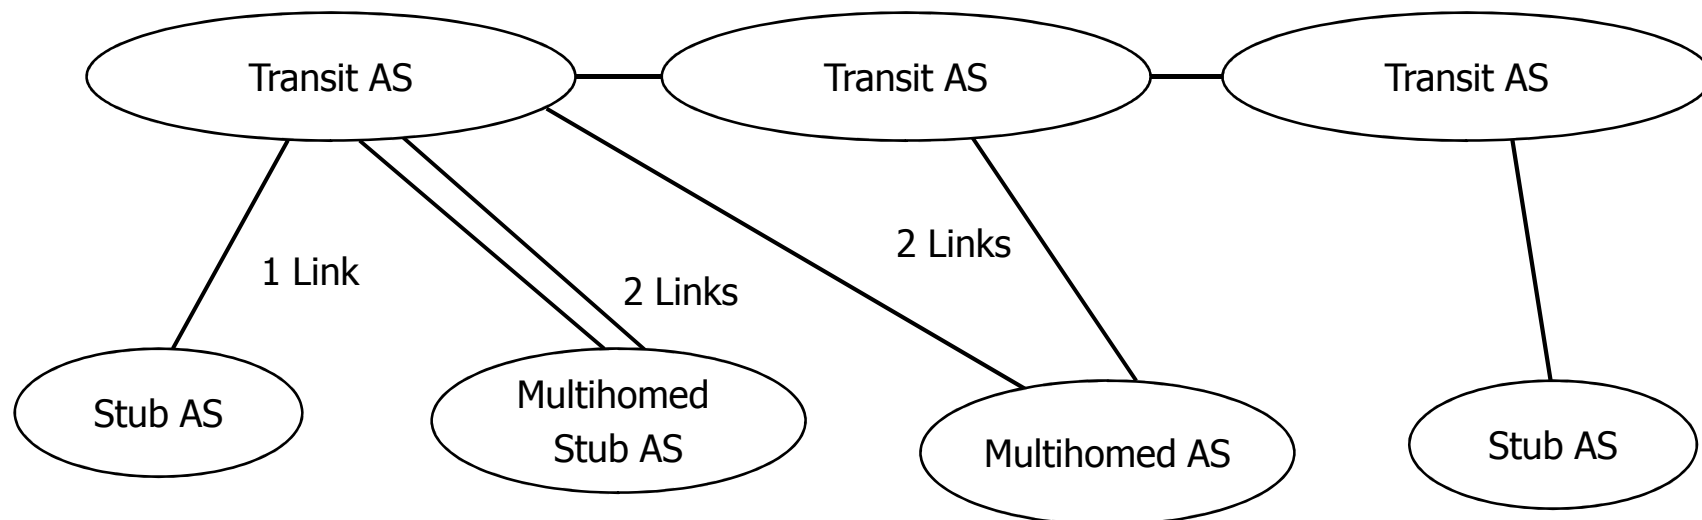 Transit AS
Transit AS
Transit AS
1 Link
2 Links
2 Links
Stub AS
Multihomed
Stub AS
Multihomed AS
Stub AS